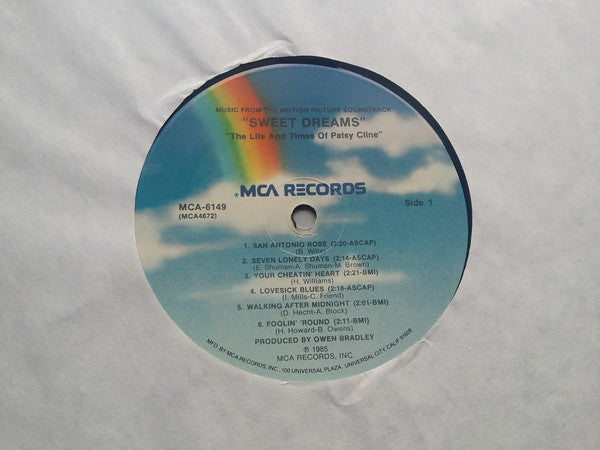 MUSIC FROM THE MOTION PICTURE SOUNDTRACK
"SWEET DREAMS"
"The Life And Times Of Patsy Cline"
MCA RECORDS
MCA-6149
(MCA4672)
Side 1
1. SAN ANTONIO ROSE (2:20-ASCAP)
(B. Wills)
2. SEVEN LONELY DAYS (2:14-ASCAP)
(E. Shuman-A. Shuman-M. Brown)
3. YOUR CHEATIN' HEART (2:21-BMI)
(H. Williams)
4. LOVESICK BLUES (2:18-ASCAP)
(I. Mills-C. Friend)
5. WALKING AFTER MIDNIGHT (2:01-BMI)
(D. Hecht-A. Block)
6. FOOLIN' 'ROUND (2:11-BMI)
(H. Howard-B. Owens)
PRODUCED BY OWEN BRADLEY
℗ 1985
MCA RECORDS, INC.
MFD. BY MCA RECORDS, INC., 100 UNIVERSAL PLAZA, UNIVERSAL CITY, CALIF. 91608